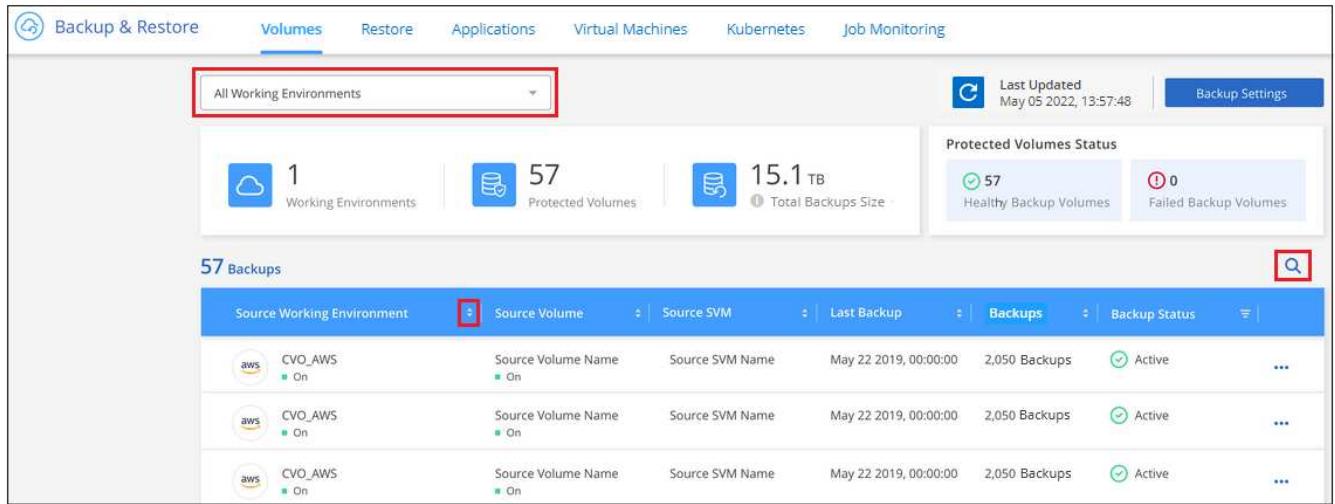 Backup & Restore Volumes Restore Applications Virtual Machines Kubernetes Job Monitoring
All Working Environments
Last Updated
May 05 2022, 13:57:48
Backup Settings
1
Working Environments
57
Protected Volumes
15.1 TB
Total Backups Size
Protected Volumes Status
57
Healthy Backup Volumes
0
Failed Backup Volumes
57 Backups
Source Working Environment Source Volume Source SVM Last Backup Backups Backup Status
aws CVO_AWS Source Volume Name Source SVM Name May 22 2019, 00:00:00 2,050 Backups Active
On On
aws CVO_AWS Source Volume Name Source SVM Name May 22 2019, 00:00:00 2,050 Backups Active
On On
aws CVO_AWS Source Volume Name Source SVM Name May 22 2019, 00:00:00 2,050 Backups Active
On On